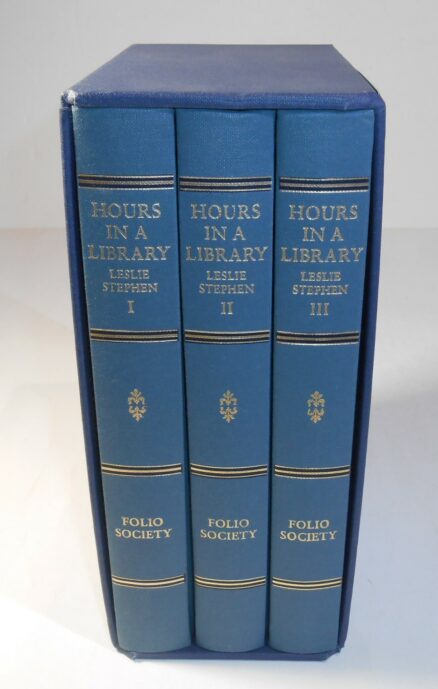 HOURS
IN A
LIBRARY
LESLIE
STEPHEN
I
FOLIO
SOCIETY
HOURS
IN A
LIBRARY
LESLIE
STEPHEN
II
FOLIO
SOCIETY
HOURS
IN A
LIBRARY
LESLIE
STEPHEN
III
FOLIO
SOCIETY